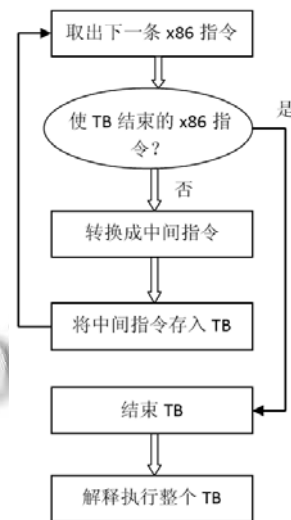 取出下一条 x86 指令
使 TB 结束的 x86 指
令？
是
否
转换成中间指令
将中间指令存入 TB
结束 TB
解释执行整个 TB